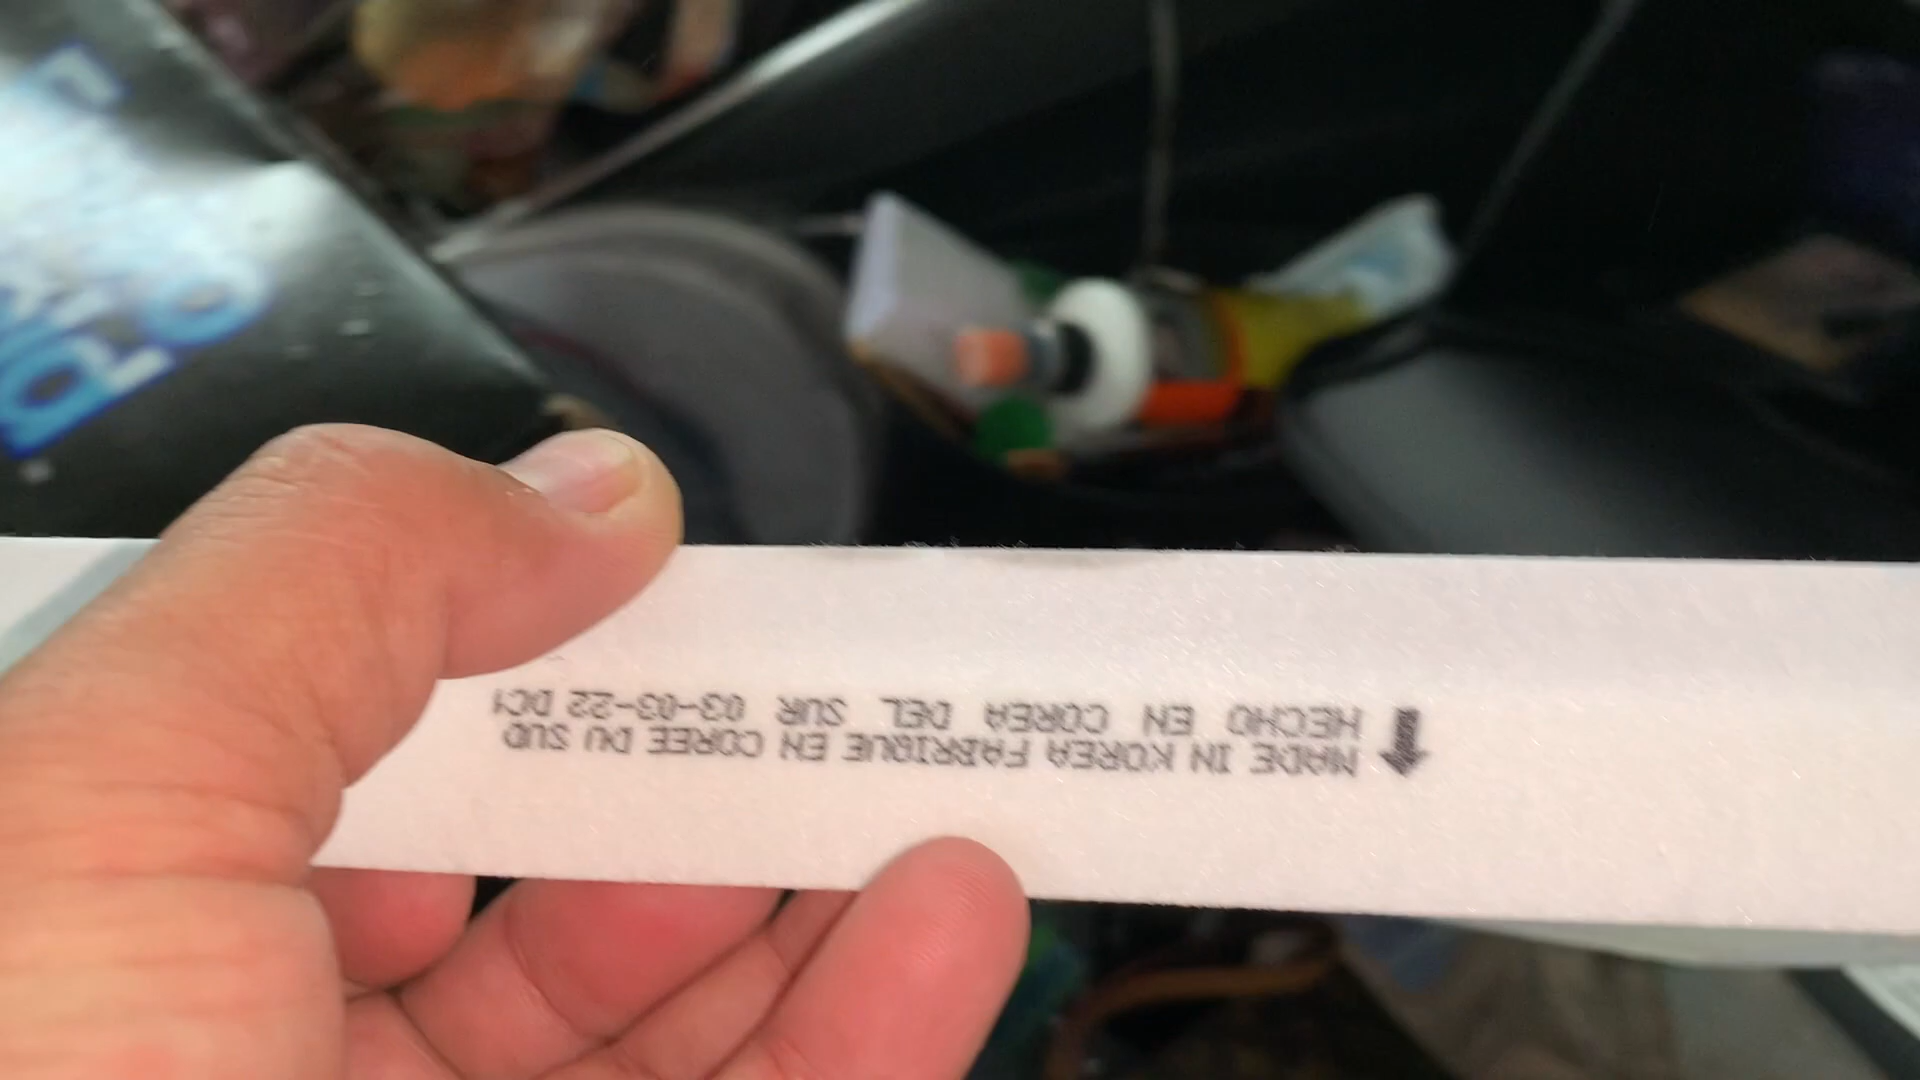 MADE IN KOREA FABRIQUE EN COREE DU SUD
HECHO EN COREA DEL SUR 03-03-22 DC1